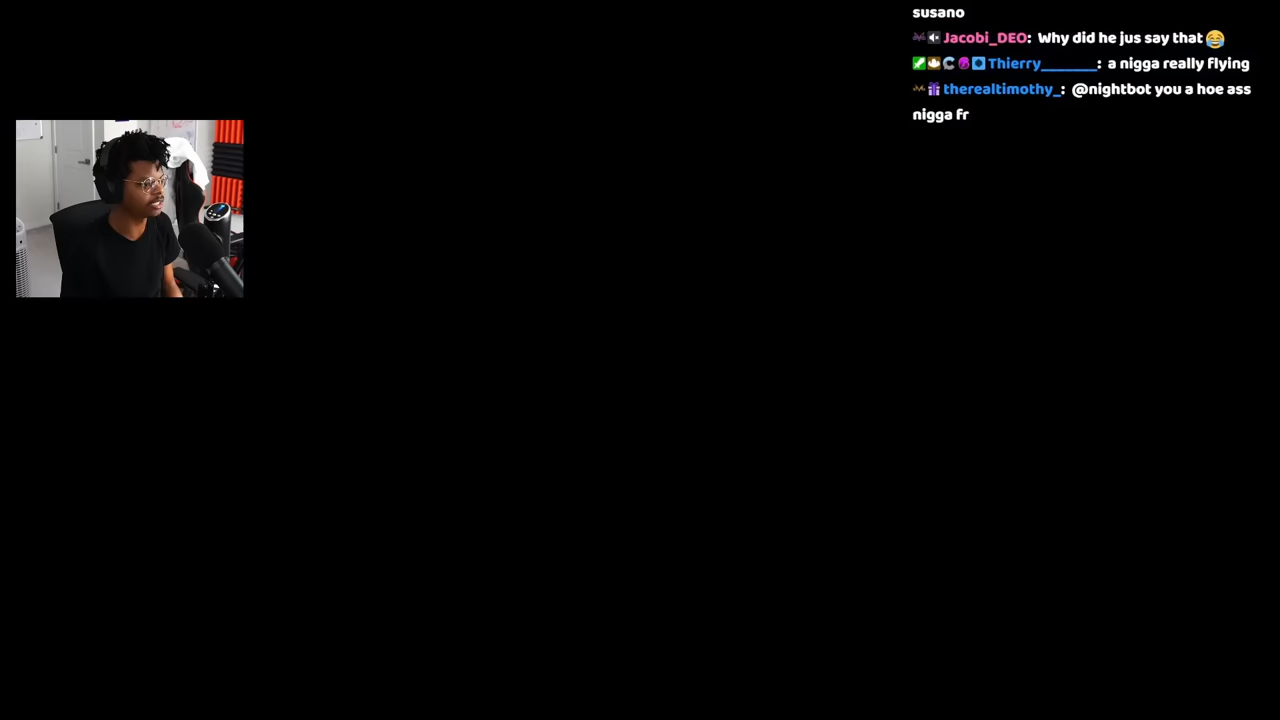 susano
Jacobi_DEO: Why did he jus say that 😂
Thierry_______: a nigga really flying
therealtimothy_: @nightbot you a hoe ass
nigga fr